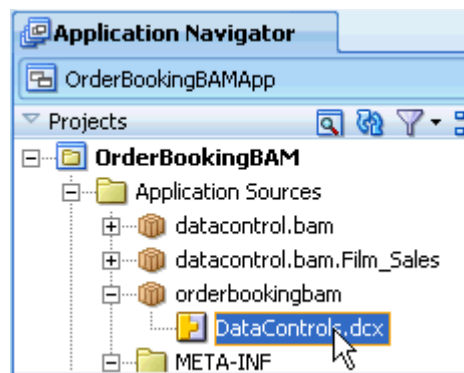 Application Navigator
OrderBookingBAMApp
Projects
OrderBookingBAM
Application Sources
datacontrol.bam
datacontrol.bam.Film_Sales
orderbookingbam
DataControls.dcx
META-INF